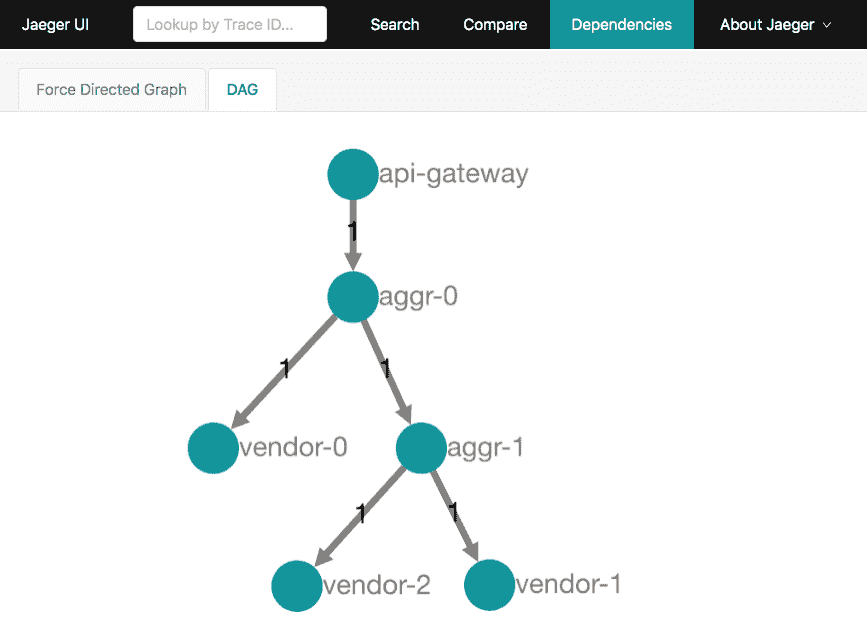 Jaeger UI Lookup by Trace ID... Search Compare Dependencies About Jaeger
Force Directed Graph DAG
api-gateway
1
aggr-0
1 1
vendor-0 aggr-1
1 1
vendor-2 vendor-1